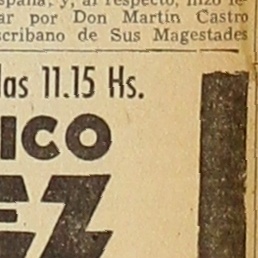 spaña, y, al respecto, hizo le-
ar por Don Martín Castro
scribano de Sus Magestades
las 11.15 Hs.
ICO
EZ